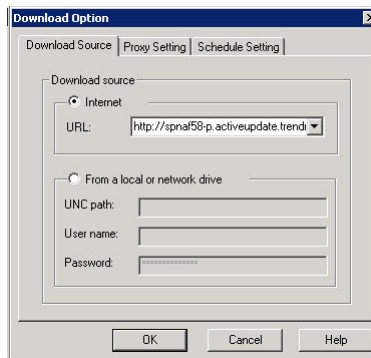 Download Option
Download Source Proxy Setting Schedule Setting
Download source
Internet
URL: http://spnaf58-p.activeupdate.trendi
From a local or network drive
UNC path:
User name:
Password: **************
OK Cancel Help